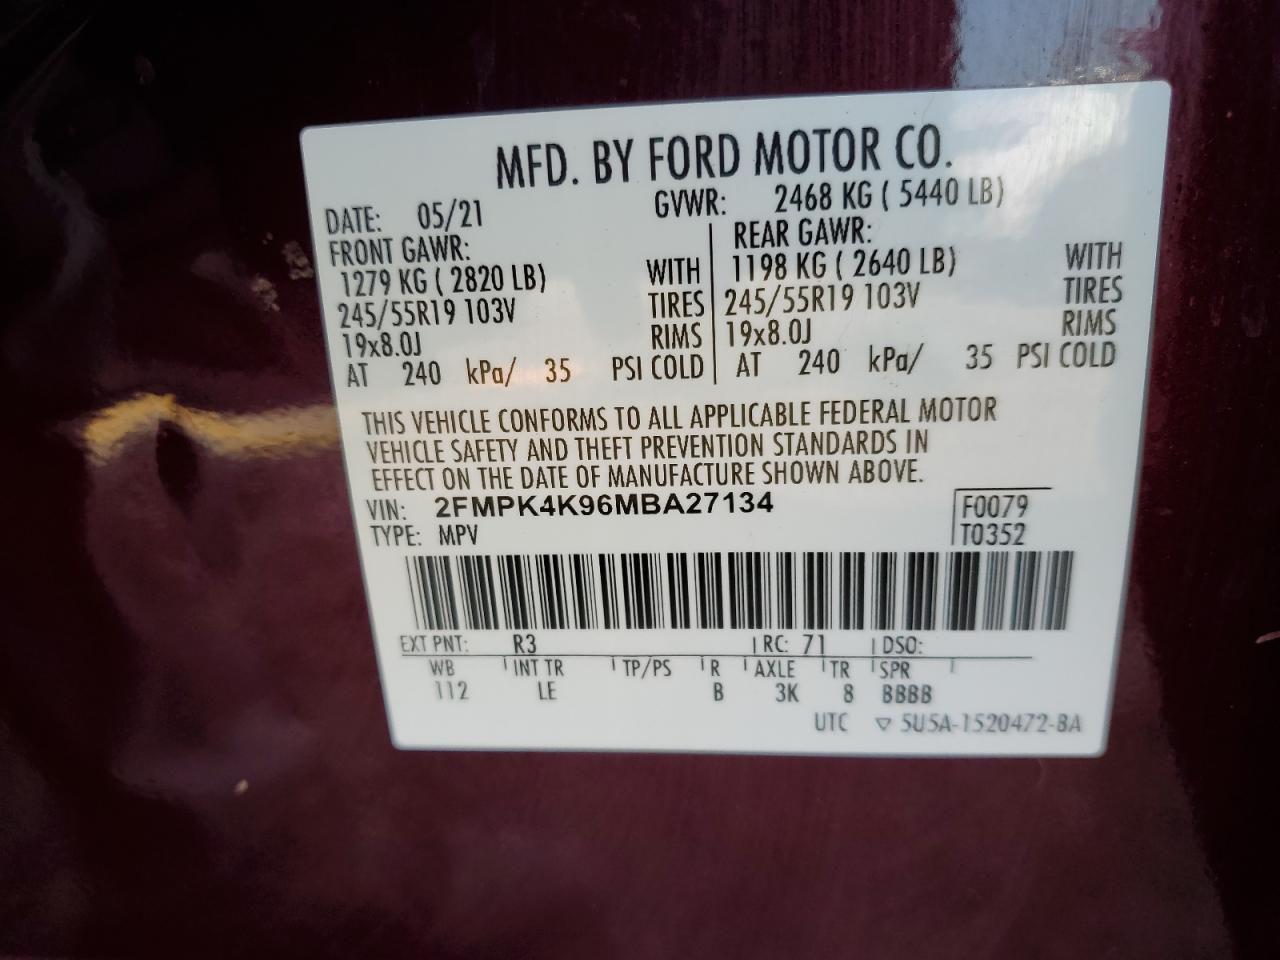 MFD. BY FORD MOTOR CO.
DATE: 05/21 GVWR: 2468 KG ( 5440 LB)
FRONT GAWR: REAR GAWR:
1279 KG ( 2820 LB) WITH 1198 KG ( 2640 LB) WITH
245/55R19 103V TIRES 245/55R19 103V TIRES
19x8.0J RIMS 19x8.0J RIMS
AT 240 kPa/ 35 PSI COLD AT 240 kPa/ 35 PSI COLD
THIS VEHICLE CONFORMS TO ALL APPLICABLE FEDERAL MOTOR
VEHICLE SAFETY AND THEFT PREVENTION STANDARDS IN
EFFECT ON THE DATE OF MANUFACTURE SHOWN ABOVE.
VIN: 2FMPK4K96MBA27134 F0079
TYPE: MPV T0352
EXT PNT: R3 RC: 71 DSO:
WB INT TR TP/PS R AXLE TR SPR
112 LE B 3K 8 BBBB
UTC ▽ 5U5A-1520472-BA